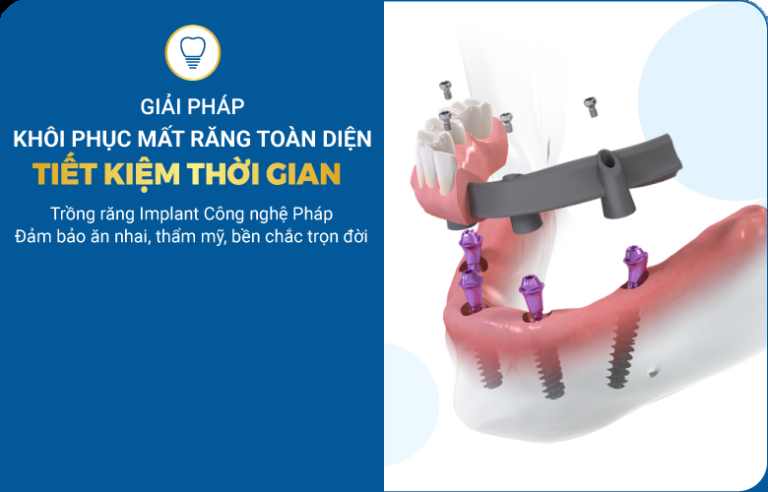 GIẢI PHÁP
KHÔI PHỤC MẤT RĂNG TOÀN DIỆN
TIẾT KIỆM THỜI GIAN
Trồng răng Implant Công nghệ Pháp
Đảm bảo ăn nhai, thẩm mỹ, bền chắc trọn đời